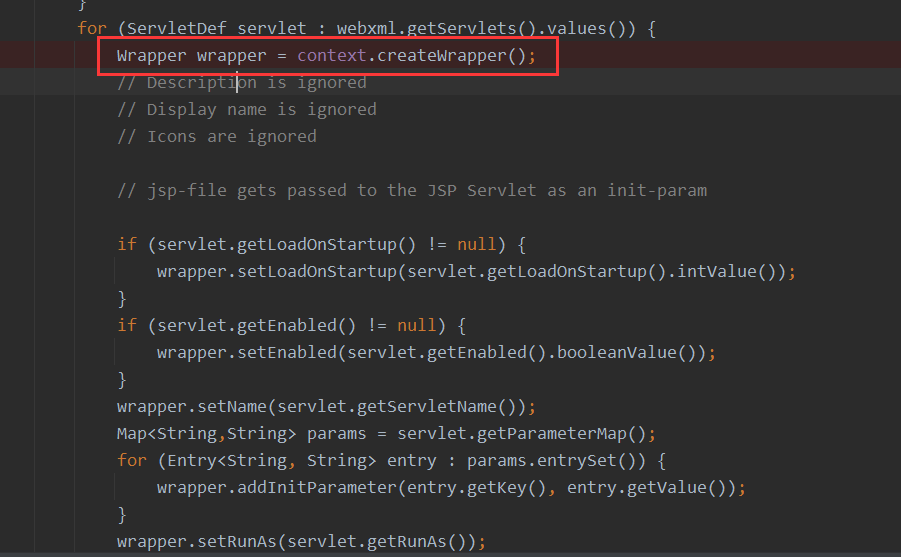 }
for (ServletDef servlet : webxml.getServlets().values()) {
Wrapper wrapper = context.createWrapper();
// Description is ignored
// Display name is ignored
// Icons are ignored
// jsp-file gets passed to the JSP Servlet as an init-param
if (servlet.getLoadOnStartup() != null) {
wrapper.setLoadOnStartup(servlet.getLoadOnStartup().intValue());
}
if (servlet.getEnabled() != null) {
wrapper.setEnabled(servlet.getEnabled().booleanValue());
}
wrapper.setName(servlet.getServletName());
Map<String,String> params = servlet.getParameterMap();
for (Entry<String, String> entry : params.entrySet()) {
wrapper.addInitParameter(entry.getKey(), entry.getValue());
}
wrapper.setRunAs(servlet.getRunAs());